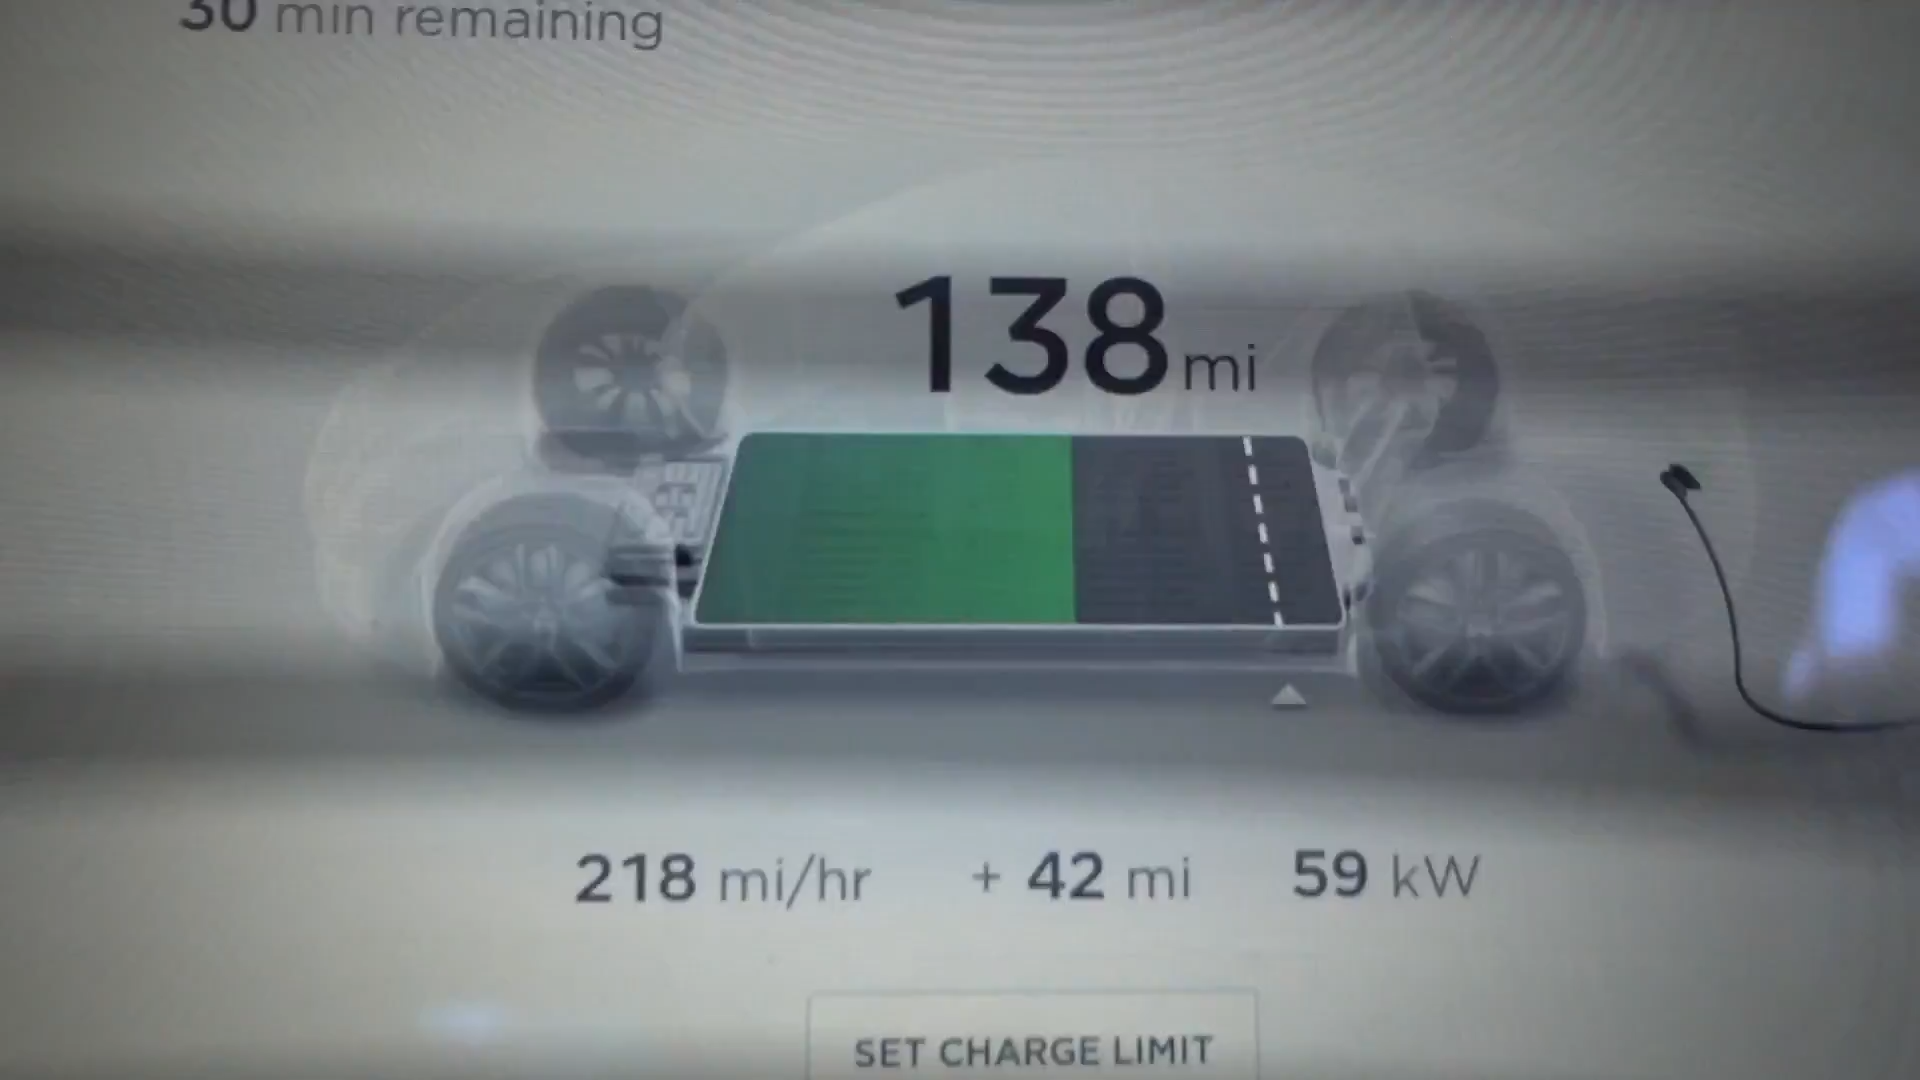 30 min remaining
138 mi
218 mi/hr + 42 mi 59 kW
SET CHARGE LIMIT